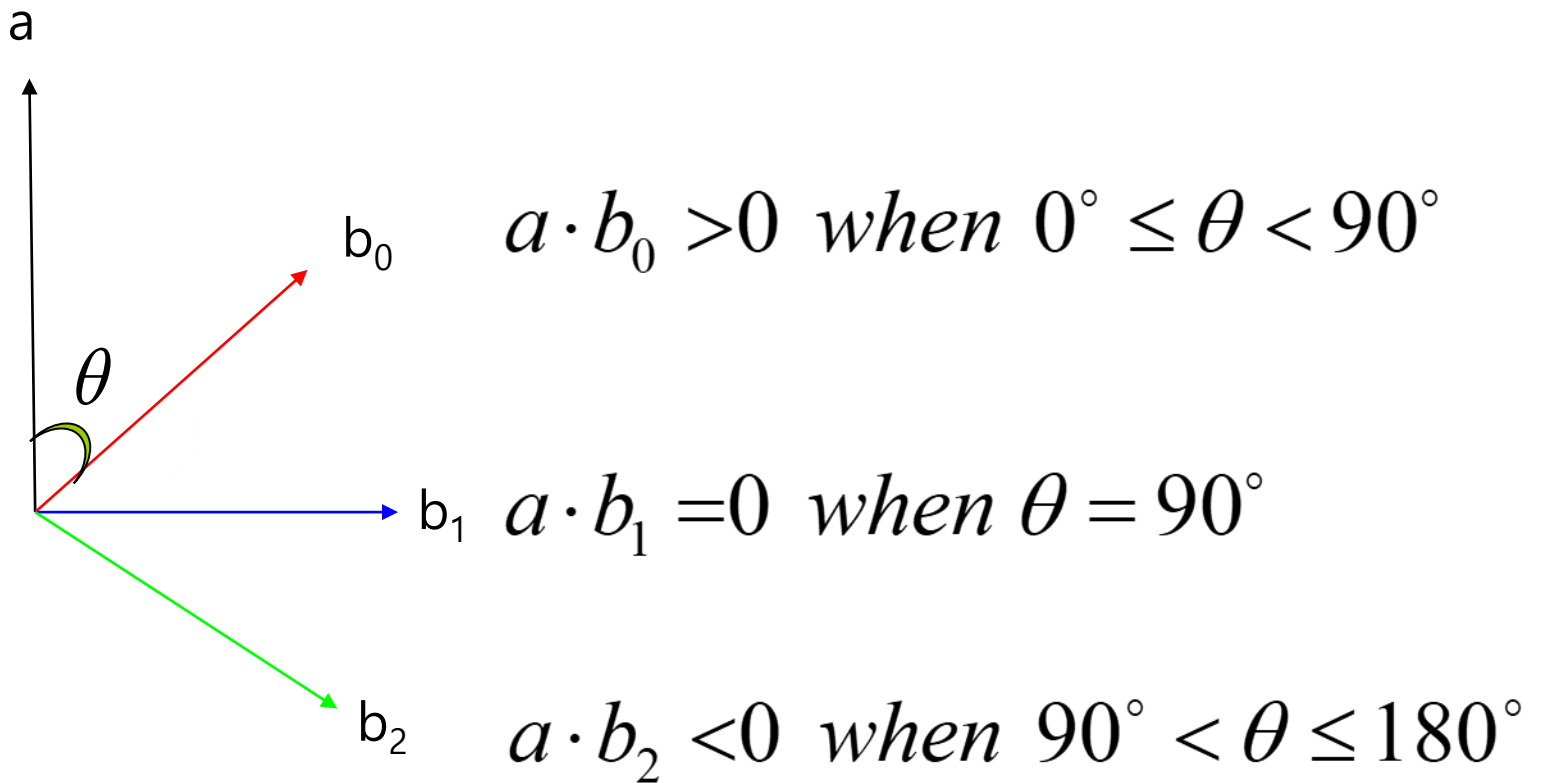 a
b₀
a · b₀ >0 when 0° ≤ θ < 90°
θ
b₁
a · b₁ =0 when θ = 90°
b₂
a · b₂ <0 when 90° < θ ≤ 180°